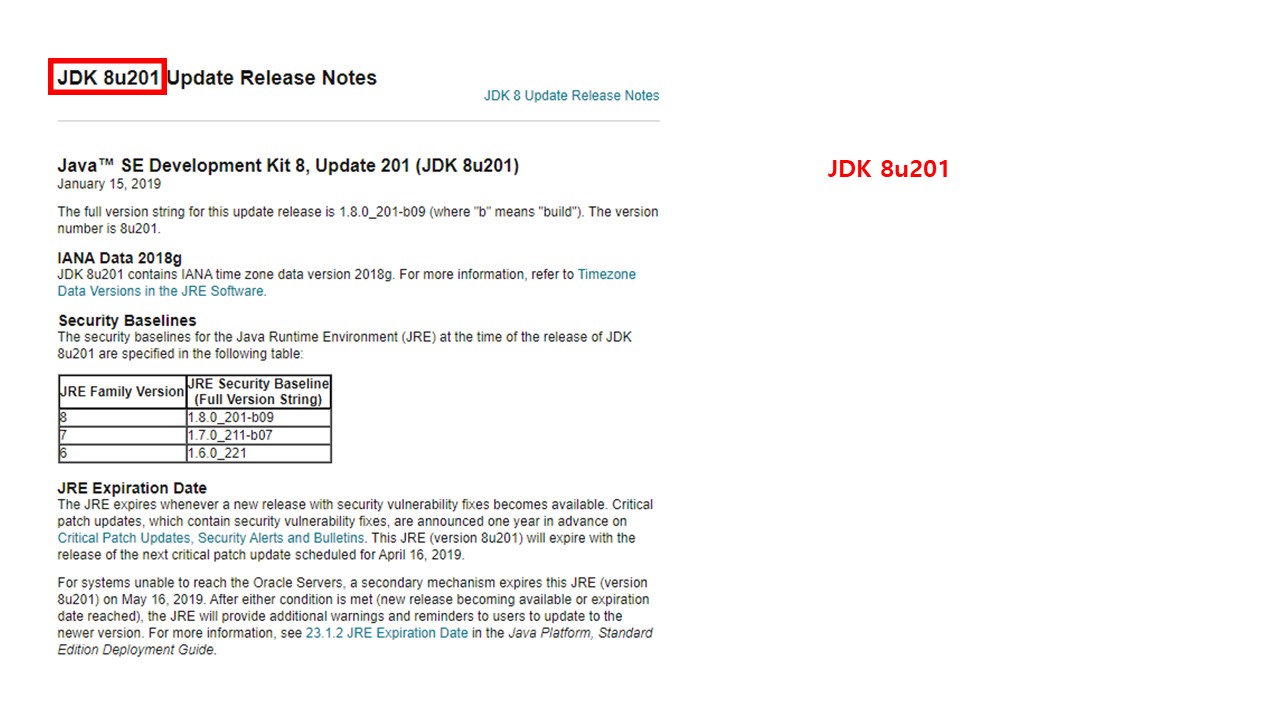 JDK 8u201 Update Release Notes
JDK 8 Update Release Notes
Java™ SE Development Kit 8, Update 201 (JDK 8u201)
January 15, 2019
The full version string for this update release is 1.8.0_201-b09 (where "b" means "build"). The version
number is 8u201.
IANA Data 2018g
JDK 8u201 contains IANA time zone data version 2018g. For more information, refer to Timezone
Data Versions in the JRE Software.
Security Baselines
The security baselines for the Java Runtime Environment (JRE) at the time of the release of JDK
8u201 are specified in the following table:
JRE Family Version JRE Security Baseline
(Full Version String)
8 1.8.0_201-b09
7 1.7.0_211-b07
6 1.6.0_221
JRE Expiration Date
The JRE expires whenever a new release with security vulnerability fixes becomes available. Critical
patch updates, which contain security vulnerability fixes, are announced one year in advance on
Critical Patch Updates, Security Alerts and Bulletins. This JRE (version 8u201) will expire with the
release of the next critical patch update scheduled for April 16, 2019.
For systems unable to reach the Oracle Servers, a secondary mechanism expires this JRE (version
8u201) on May 16, 2019. After either condition is met (new release becoming available or expiration
date reached), the JRE will provide additional warnings and reminders to users to update to the
newer version. For more information, see 23.1.2 JRE Expiration Date in the Java Platform, Standard
Edition Deployment Guide.
JDK 8u201